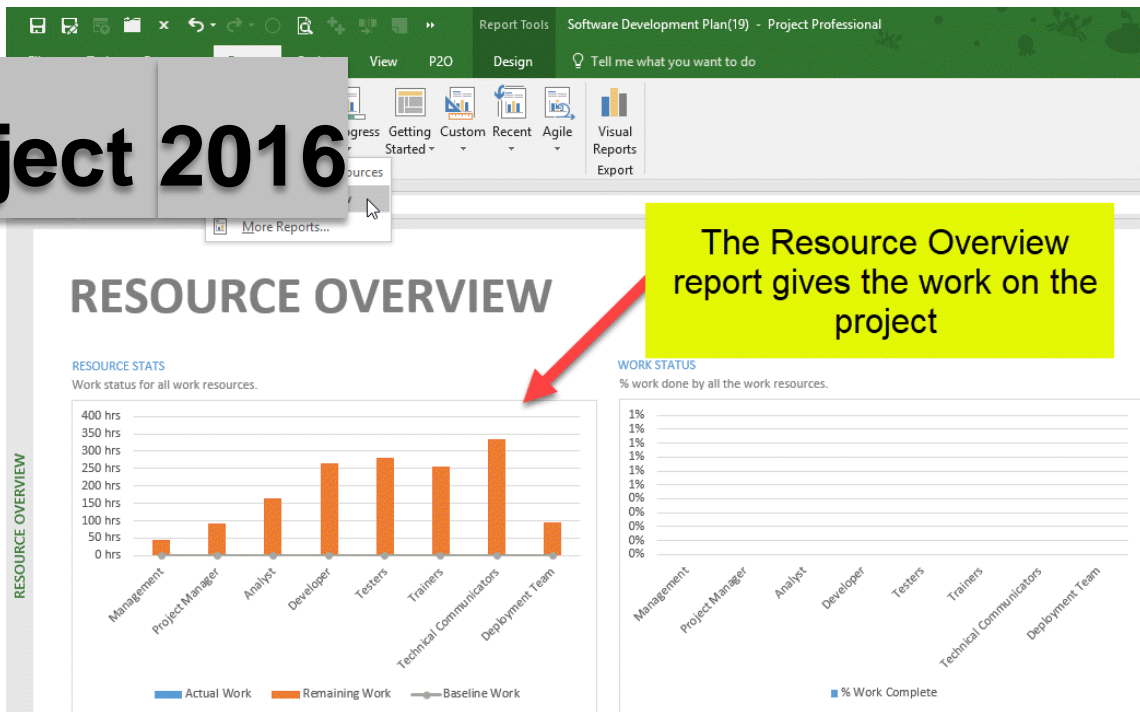 Report Tools Software Development Plan(19) - Project Professional
View P2O Design Tell me what you want to do
ject 2016
Getting Started
Custom
Recent
Agile
Visual Reports
Export
More Reports...
The Resource Overview
report gives the work on the
project
RESOURCE OVERVIEW
RESOURCE OVERVIEW
RESOURCE STATS
Work status for all work resources.
400 hrs
350 hrs
300 hrs
250 hrs
200 hrs
150 hrs
100 hrs
50 hrs
0 hrs
Management
Project Manager
Analyst
Developer
Testers
Trainers
Technical Communicators
Deployment Team
Actual Work Remaining Work Baseline Work
WORK STATUS
% work done by all the work resources.
1%
1%
1%
1%
1%
1%
0%
0%
0%
0%
0%
Management
Project Manager
Analyst
Developer
Testers
Trainers
Technical Communicators
Deployment Team
% Work Complete